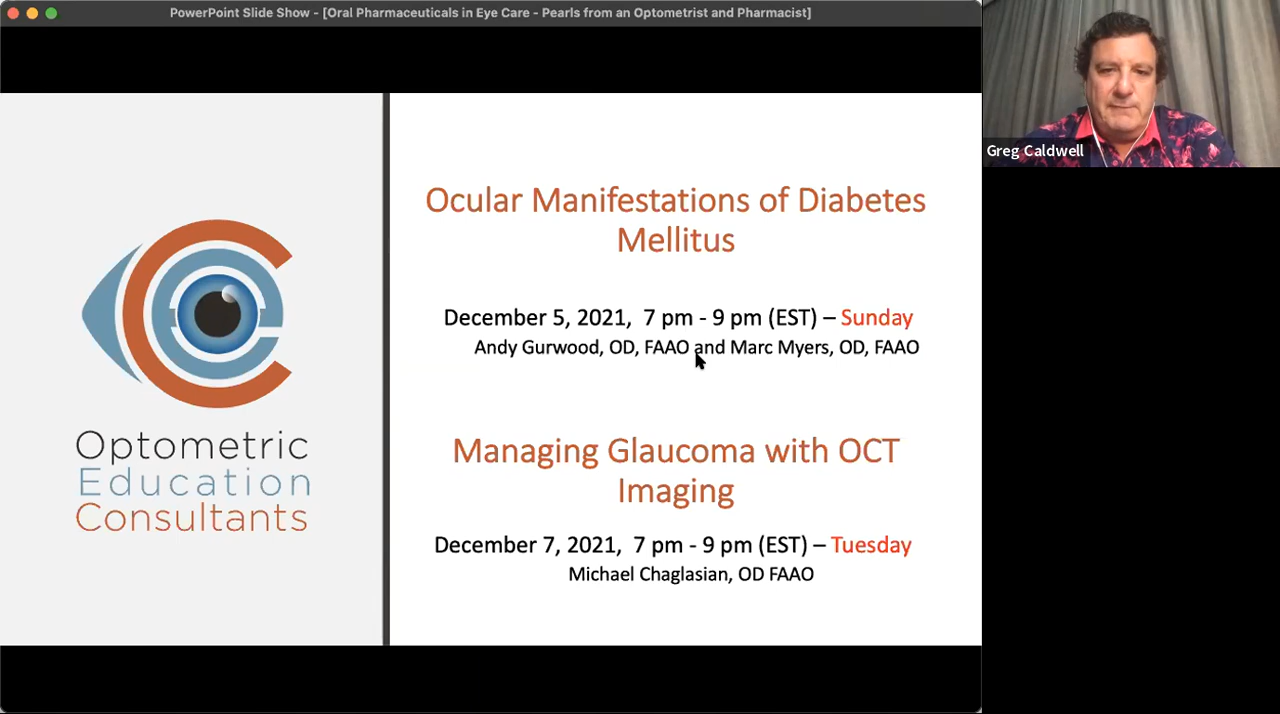 PowerPoint Slide Show - [Oral Pharmaceuticals in Eye Care - Pearls from an Optometrist and Pharmacist]
Greg Caldwell
Optometric
Education
Consultants
Ocular Manifestations of Diabetes
Mellitus
December 5, 2021, 7 pm - 9 pm (EST) – Sunday
Andy Gurwood, OD, FAAO and Marc Myers, OD, FAAO
Managing Glaucoma with OCT
Imaging
December 7, 2021, 7 pm - 9 pm (EST) – Tuesday
Michael Chaglasian, OD FAAO